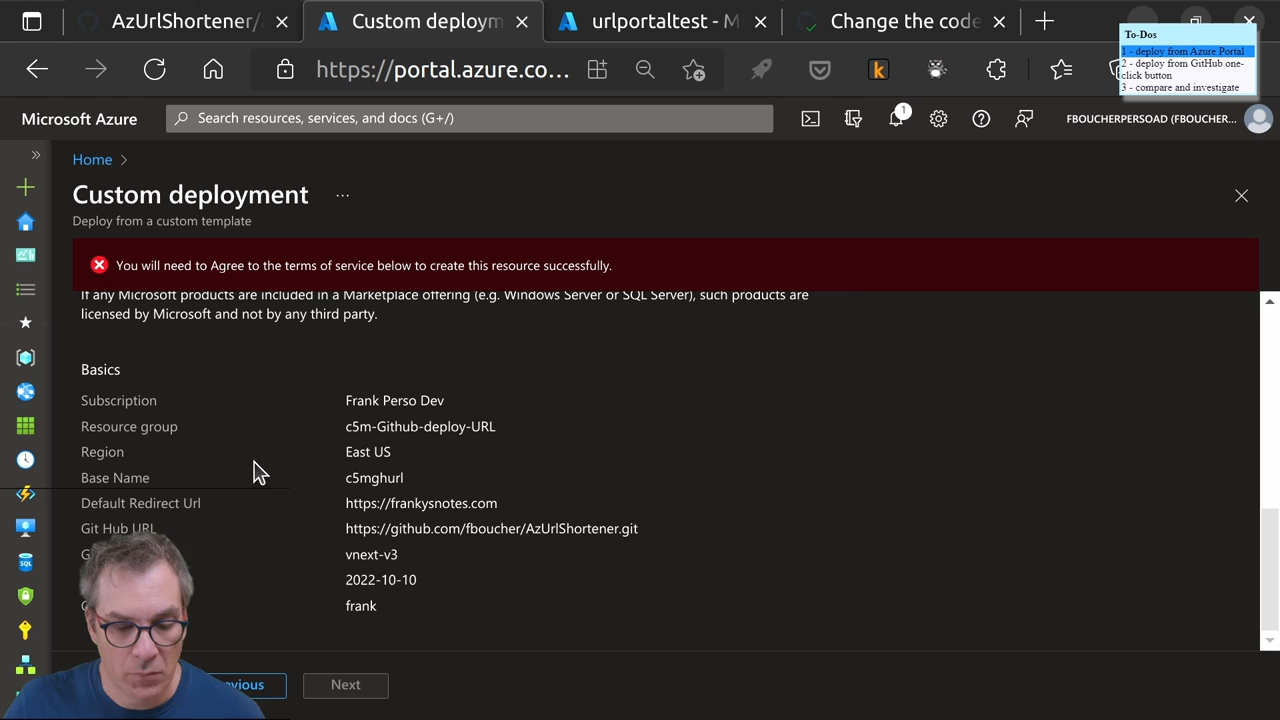 AzUrlShortener/
Custom deploym
urlportaltest - M
Change the code
To-Dos
1 - deploy from Azure Portal
2 - deploy from GitHub one-
click button
3 - compare and investigate
https://portal.azure.co...
Microsoft Azure
Search resources, services, and docs (G+/)
1
FBOUCHERPERSOAD (FBOUCHER...
Home
Custom deployment
...
Deploy from a custom template
You will need to Agree to the terms of service below to create this resource successfully.
If any Microsoft products are included in a Marketplace offering (e.g. Windows Server or SQL Server), such products are
licensed by Microsoft and not by any third party.
Basics
Subscription Frank Perso Dev
Resource group c5m-Github-deploy-URL
Region East US
Base Name c5mghurl
Default Redirect Url https://frankysnotes.com
Git Hub URL https://github.com/fboucher/AzUrlShortener.git
vnext-v3
2022-10-10
frank
vious
Next